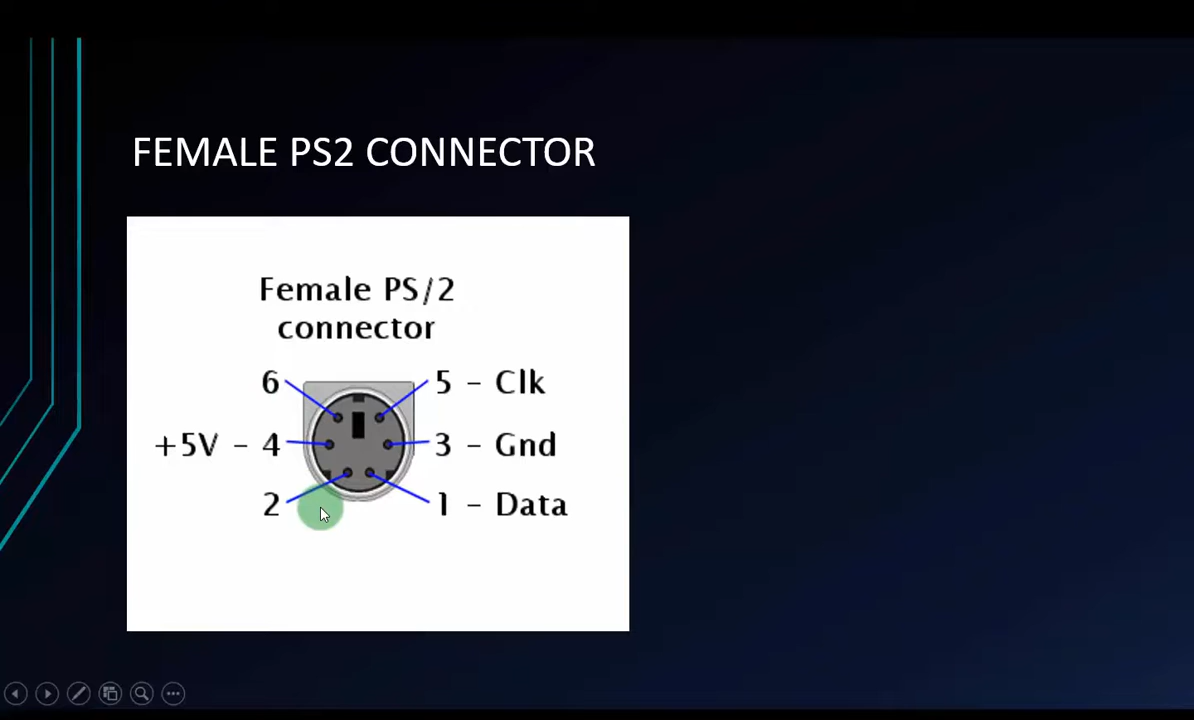 FEMALE PS2 CONNECTOR
Female PS/2
connector
6 5 - Clk
+5V - 4 3 - Gnd
2 1 - Data